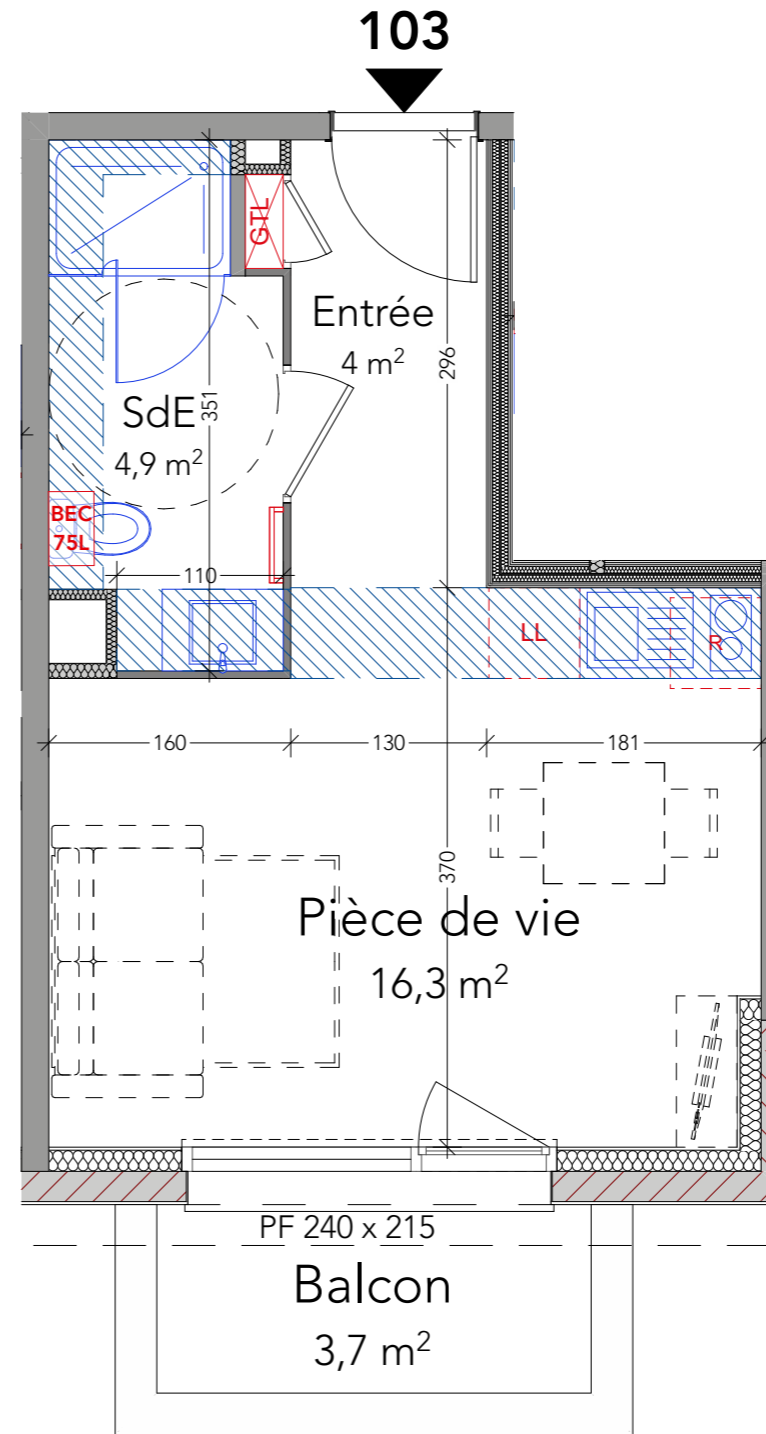 103
GTL
Entrée
4 m²
296
SdE
351
4,9 m²
BEC
75L
110
LL
R
160
130
181
370
Pièce de vie
16,3 m²
PF 240 x 215
Balcon
3,7 m²